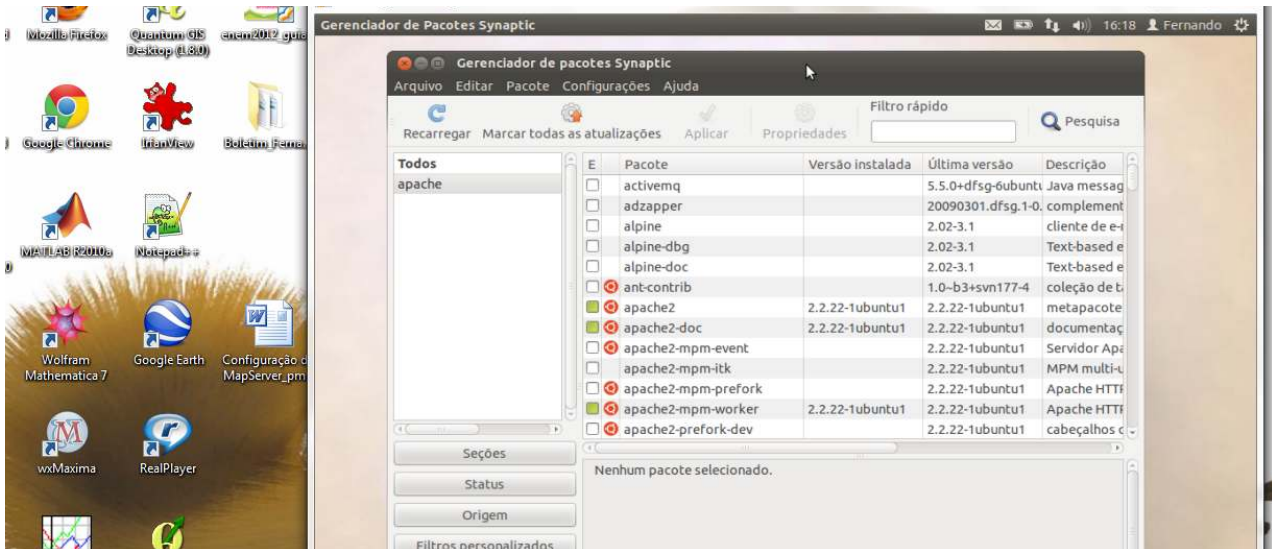 Mozilla Firefox
Quantum GIS
Desktop (1.8.0)
enem2012_guia
Google Chrome
IrfanView
MATLAB R2010a
Notepad++
Wolfram
Mathematica 7
Google Earth
Configuração d
MapServer_pm
wxMaxima
RealPlayer
Gerenciador de Pacotes Synaptic 16:18 Fernando
Gerenciador de pacotes Synaptic
Arquivo Editar Pacote Configurações Ajuda
Recarregar Marcar todas as atualizações Aplicar Propriedades Filtro rápido Pesquisa
Todos
apache
E Pacote Versão instalada Última versão Descrição
activemq 5.5.0+dfsg-6ubuntu Java messag
adzapper 20090301.dfsg.1-0. complement
alpine 2.02-3.1 cliente de e-
alpine-dbg 2.02-3.1 Text-based e
alpine-doc 2.02-3.1 Text-based e
ant-contrib 1.0~b3+svn177-4 coleção de ta
apache2 2.2.22-1ubuntu1 2.2.22-1ubuntu1 metapacote
apache2-doc 2.2.22-1ubuntu1 2.2.22-1ubuntu1 documentaç
apache2-mpm-event 2.2.22-1ubuntu1 Servidor Apa
apache2-mpm-itk 2.2.22-1ubuntu1 MPM multi-u
apache2-mpm-prefork 2.2.22-1ubuntu1 Apache HTT
apache2-mpm-worker 2.2.22-1ubuntu1 2.2.22-1ubuntu1 Apache HTT
apache2-prefork-dev 2.2.22-1ubuntu1 cabeçalhos
Seções
Status
Origem
Filtros personalizados
Nenhum pacote selecionado.